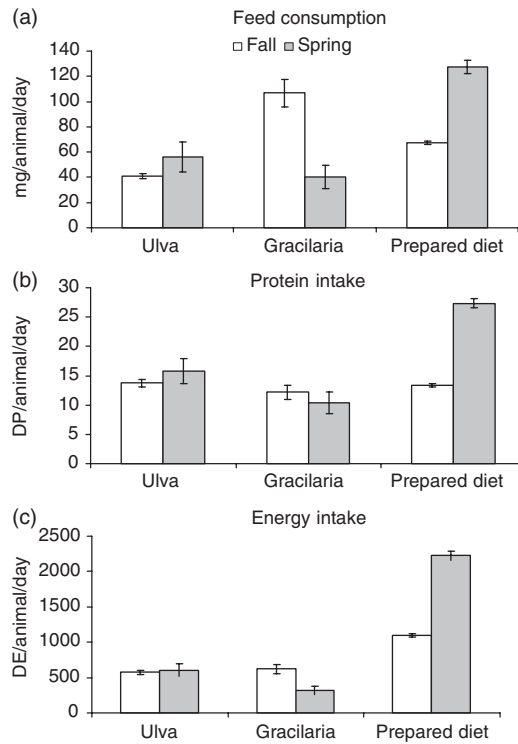 (a)
Feed consumption
Fall Spring
mg/animal/day
140
120
100
80
60
40
20
0
Ulva Gracilaria Prepared diet
(b)
Protein intake
DP/animal/day
30
25
20
15
10
5
0
Ulva Gracilaria Prepared diet
(c)
Energy intake
DE/animal/day
2500
2000
1500
1000
500
0
Ulva Gracilaria Prepared diet